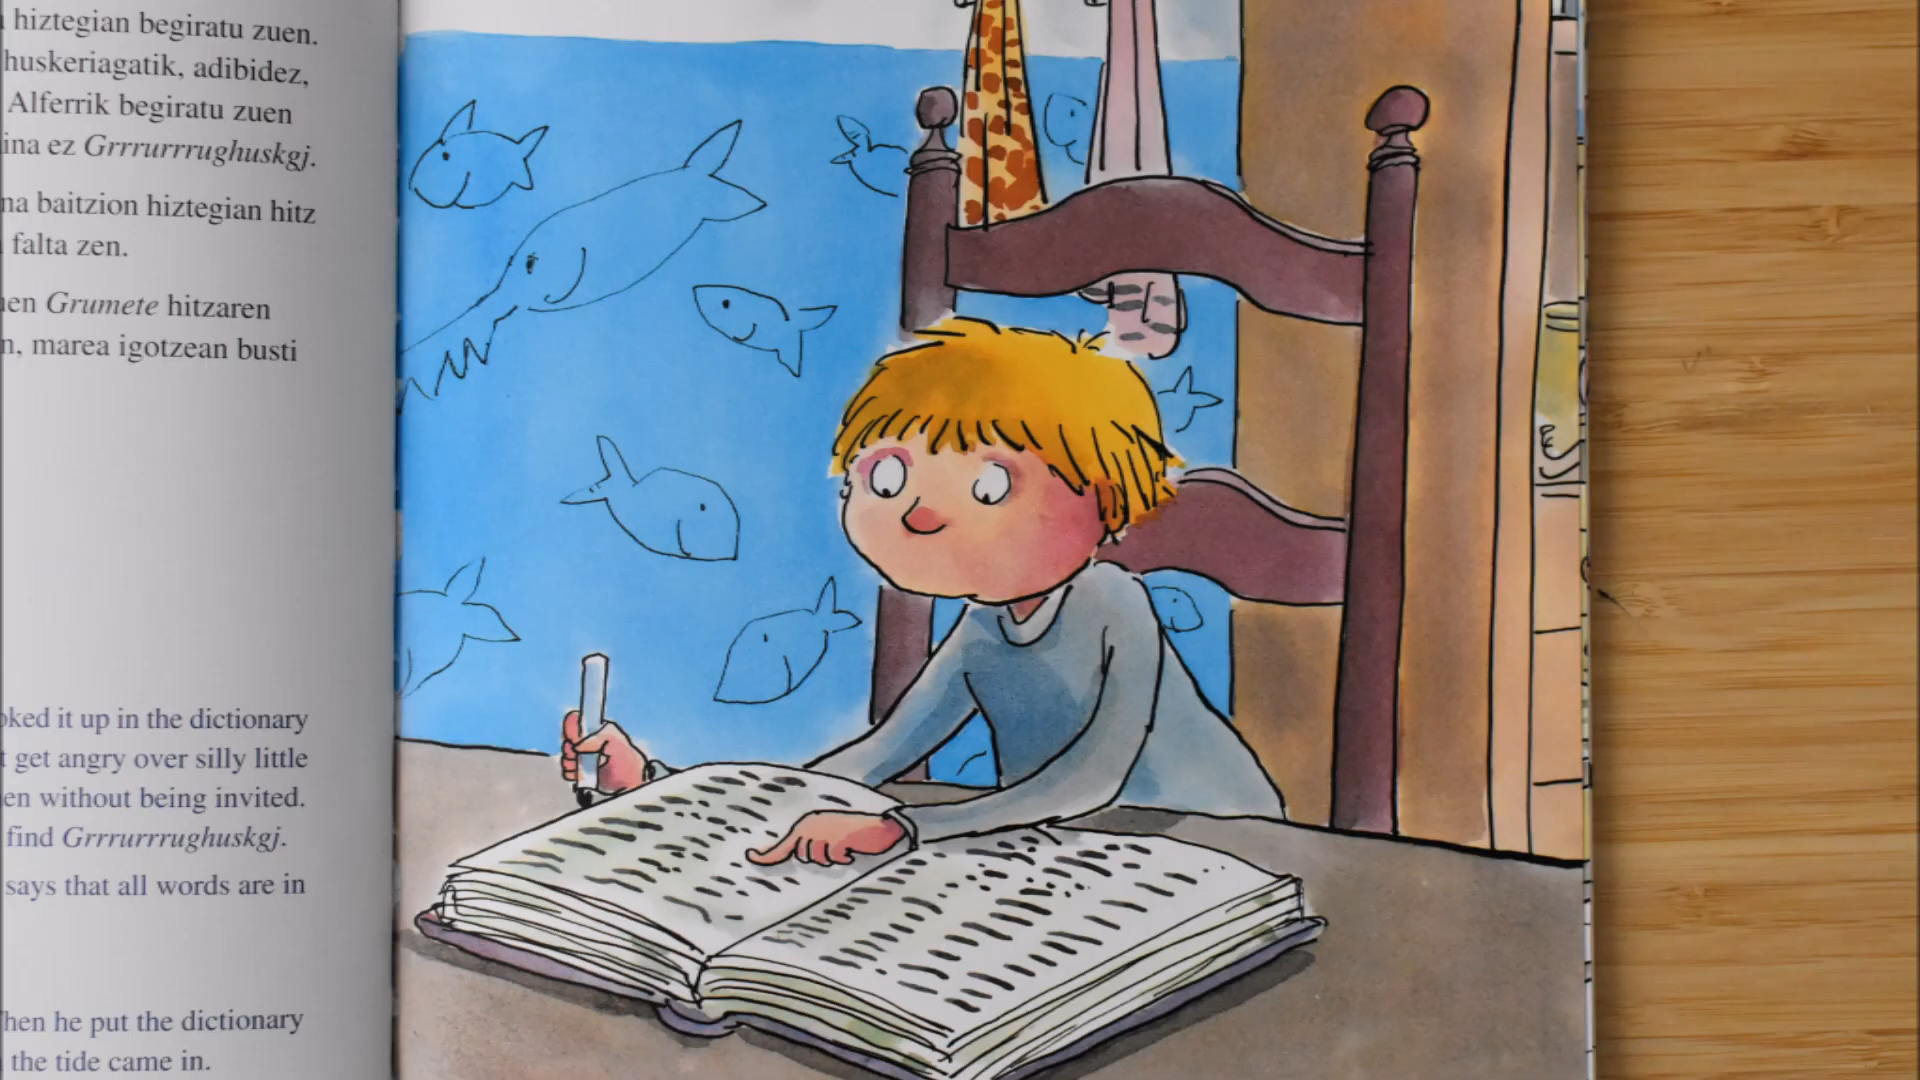 hiztegian begiratu zuen.
huskeriagatik, adibidez,
Alferrik begiratu zuen
ina ez Grrrurrrughuskgj.
na baitzion hiztegian hitz
falta zen.
en Grumete hitzaren
n, marea igotzean busti
oked it up in the dictionary
t get angry over silly little
en without being invited.
find Grrrurrrughuskgj.
says that all words are in
hen he put the dictionary
the tide came in.